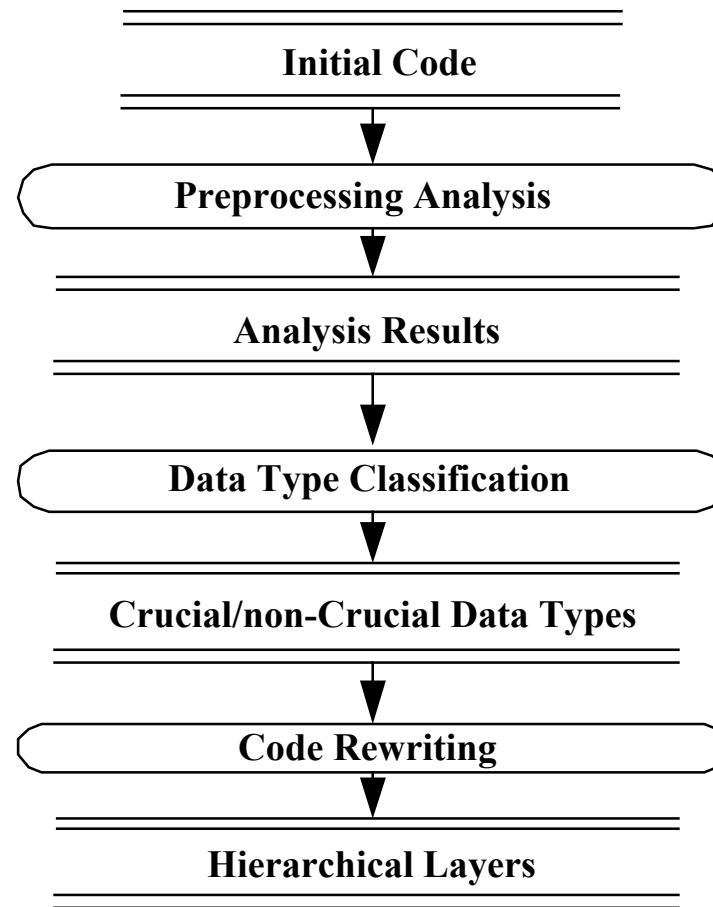 Initial Code
Preprocessing Analysis
Analysis Results
Data Type Classification
Crucial/non-Crucial Data Types
Code Rewriting
Hierarchical Layers